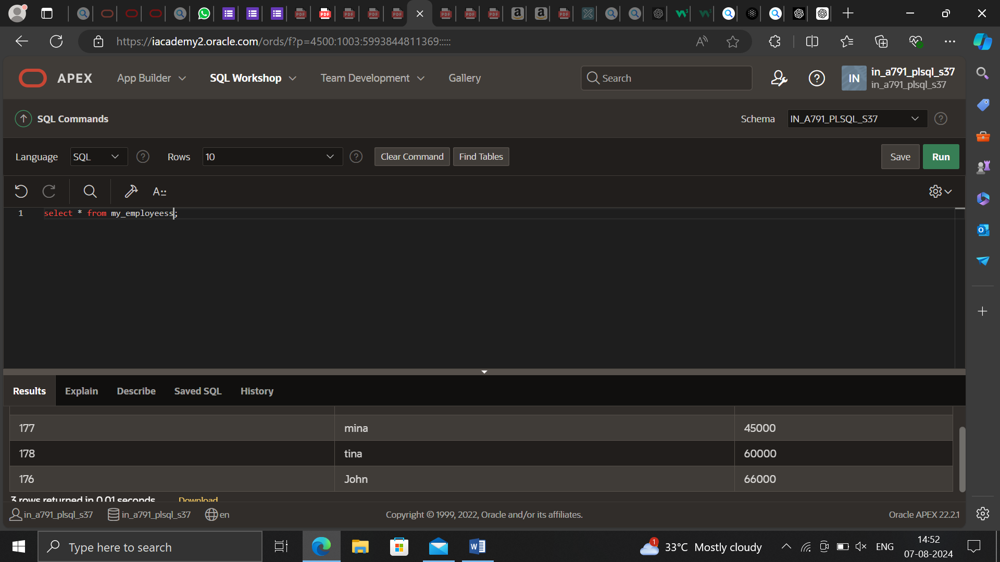 https://iacademy2.oracle.com/ords/f?p=4500:1003:5993844811369:::::
APEX App Builder SQL Workshop Team Development Gallery Search IN in_a791_plsql_s37
in_a791_plsql_s37
SQL Commands Schema IN_A791_PLSQL_S37
Language SQL Rows 10 Clear Command Find Tables Save Run
1 select * from my_employeess;
Results Explain Describe Saved SQL History
177 mina 45000
178 tina 60000
176 John 66000
3 rows returned in 0.01 seconds Download
in_a791_plsql_s37 in_a791_plsql_s37 en Copyright © 1999, 2022, Oracle and/or its affiliates. Oracle APEX 22.2.1
Type here to search 1 33°C Mostly cloudy ENG 14:52
07-08-2024